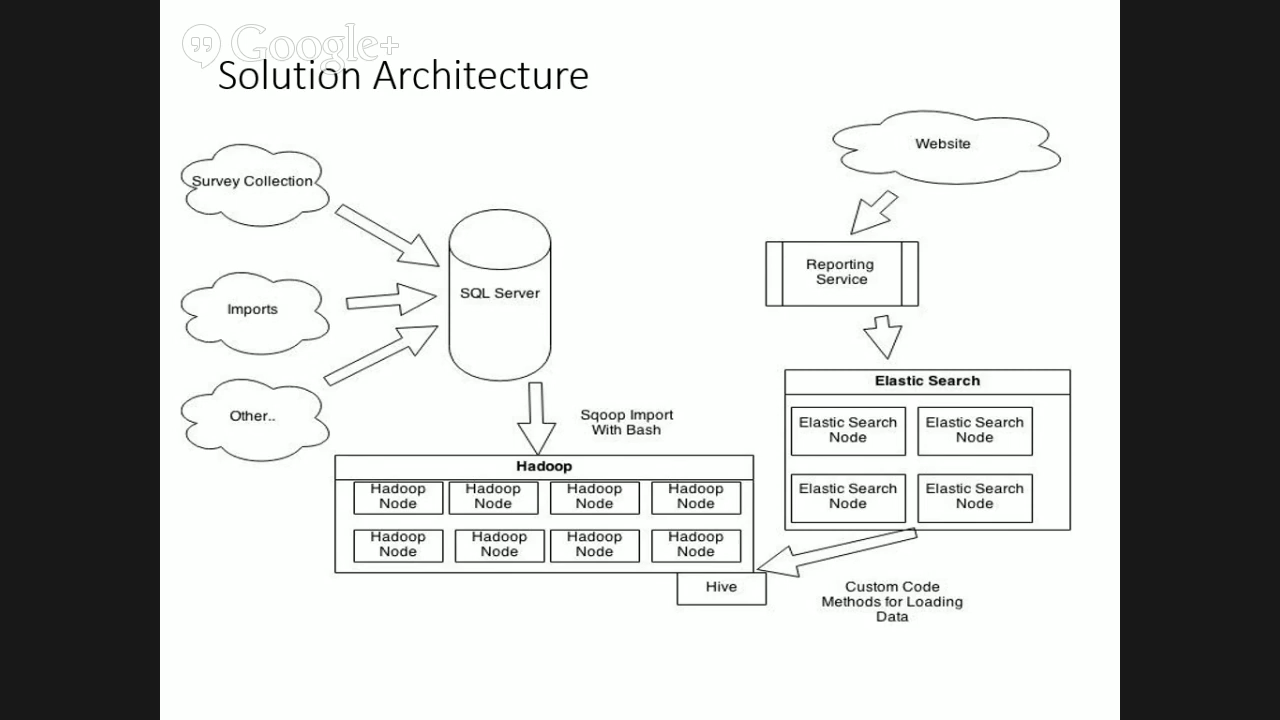 Google+
Solution Architecture
Website
Survey Collection
Reporting
Service
SQL Server
Imports
Elastic Search
Other..
Sqoop Import
With Bash
Elastic Search
Node
Elastic Search
Node
Hadoop
Hadoop
Node
Hadoop
Node
Hadoop
Node
Hadoop
Node
Elastic Search
Node
Elastic Search
Node
Hadoop
Node
Hadoop
Node
Hadoop
Node
Hadoop
Node
Hive
Custom Code
Methods for Loading
Data